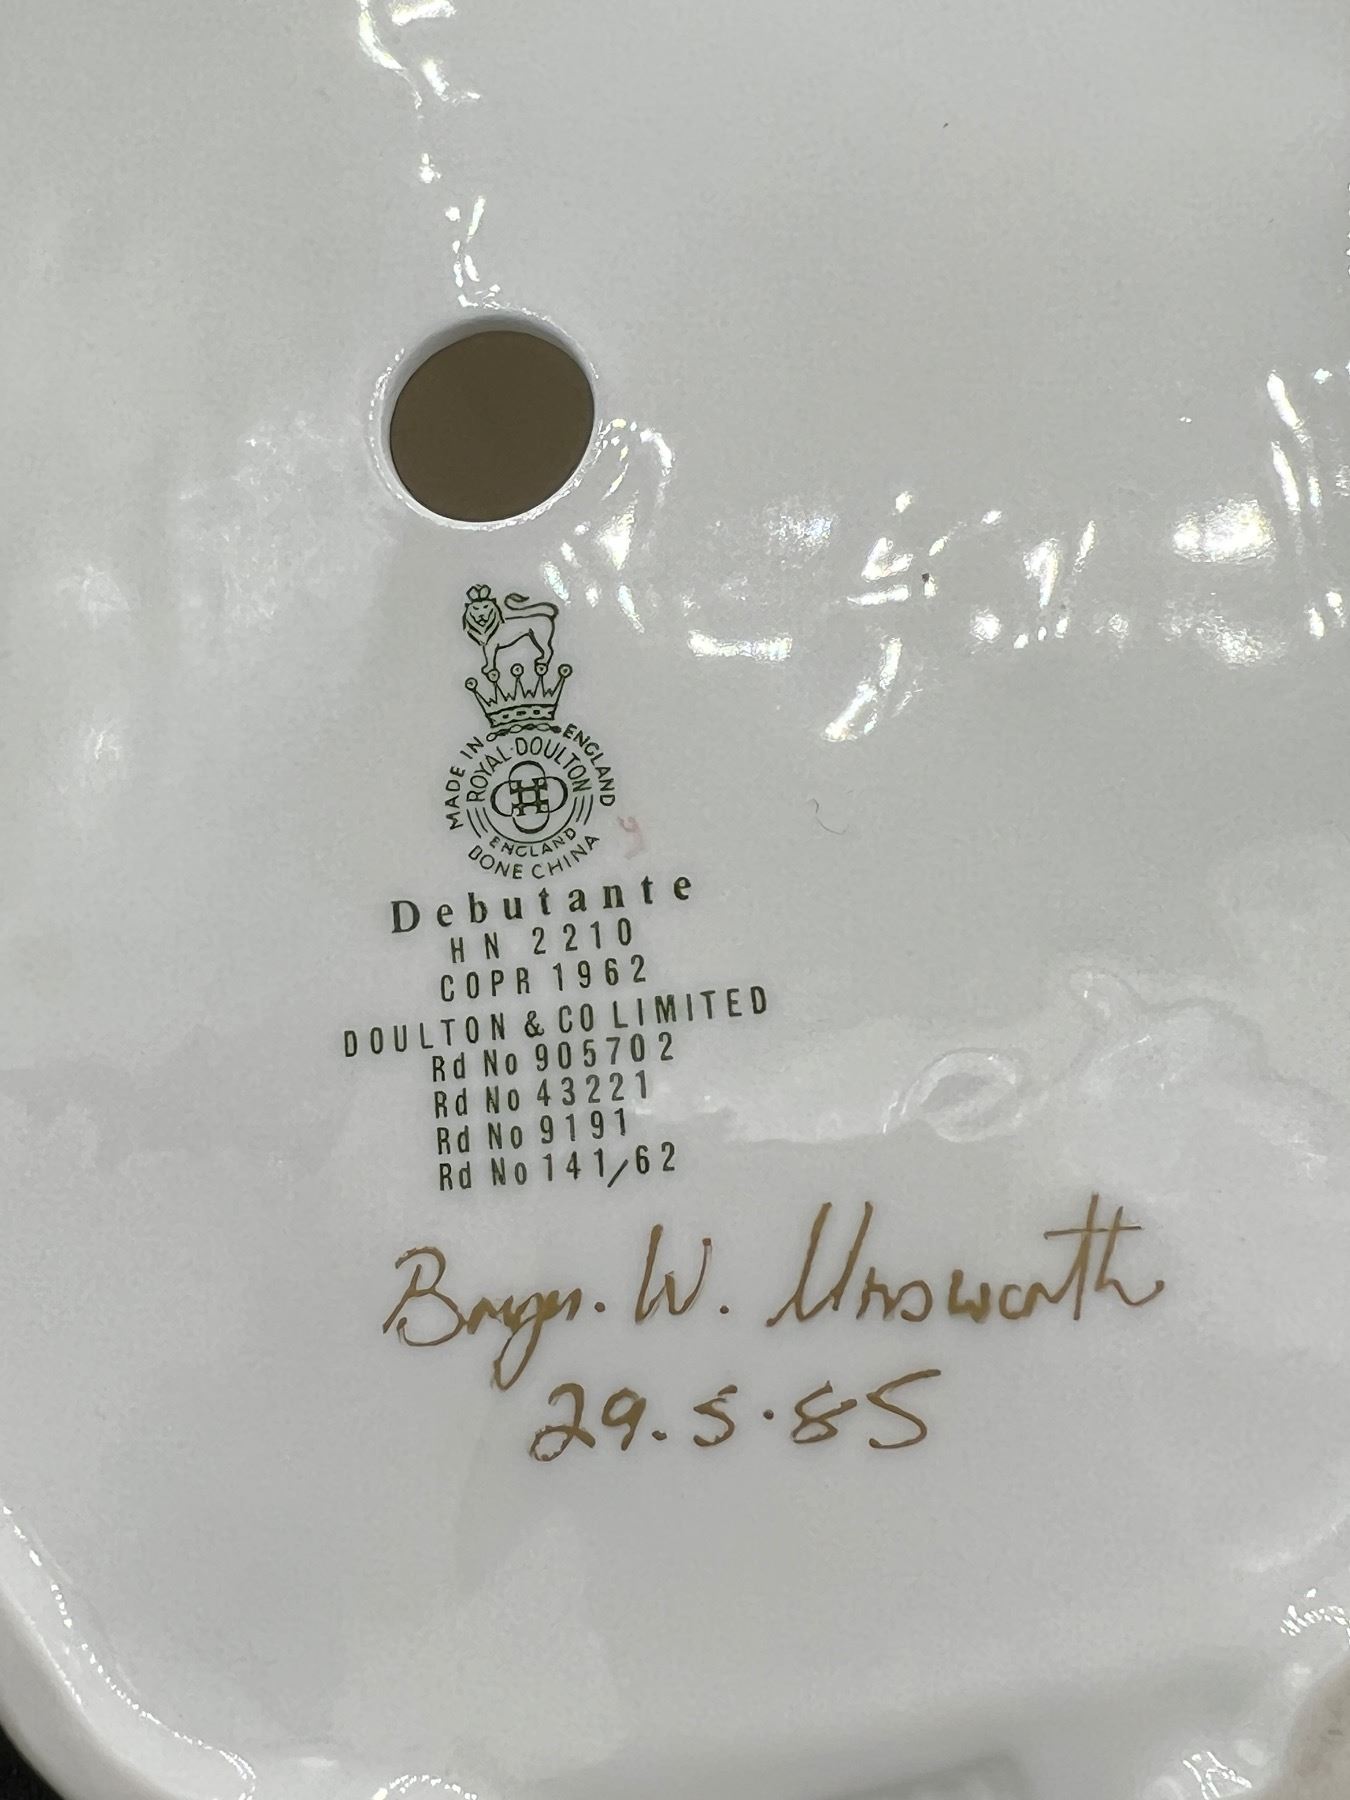 MADE IN ENGLAND
ROYAL·DOULTON
ENGLAND
BONE CHINA
Debutante
HN 2210
COPR 1962
DOULTON & CO LIMITED
Rd No 905702
Rd No 43221
Rd No 9191
Rd No 141/62
W. Unsworth
29.5.85